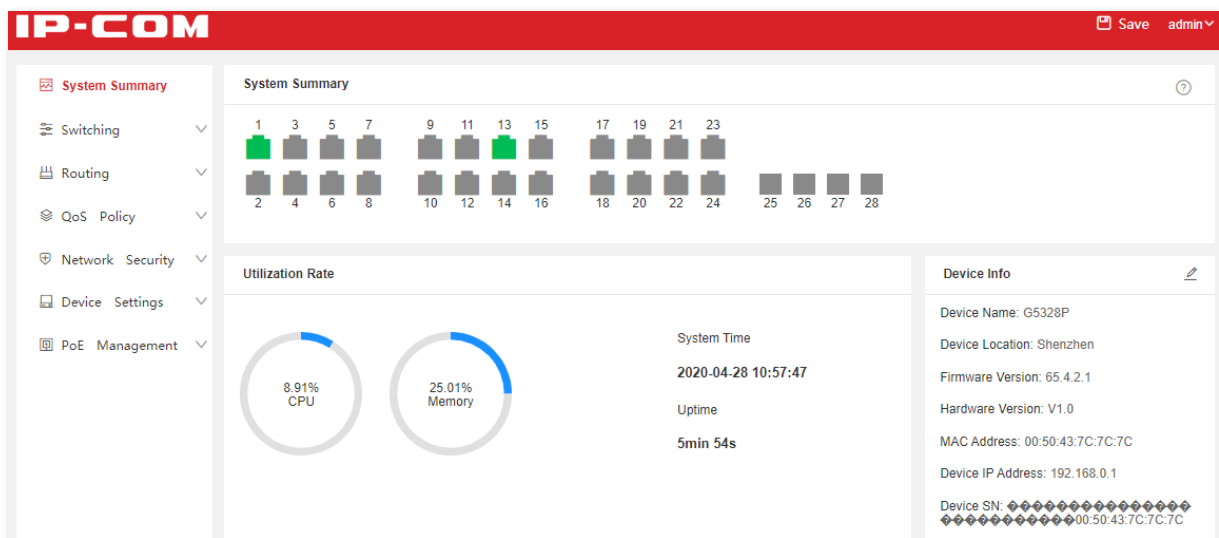 IP-COM
Save admin
System Summary
Switching
Routing
QoS Policy
Network Security
Device Settings
PoE Management
System Summary
1 3 5 7 9 11 13 15 17 19 21 23
2 4 6 8 10 12 14 16 18 20 22 24 25 26 27 28
Utilization Rate
8.91%
CPU
25.01%
Memory
System Time
2020-04-28 10:57:47
Uptime
5min 54s
Device Info
Device Name: G5328P
Device Location: Shenzhen
Firmware Version: 65.4.2.1
Hardware Version: V1.0
MAC Address: 00:50:43:7C:7C:7C
Device IP Address: 192.168.0.1
Device SN: ���������������
�����������00:50:43:7C:7C:7C